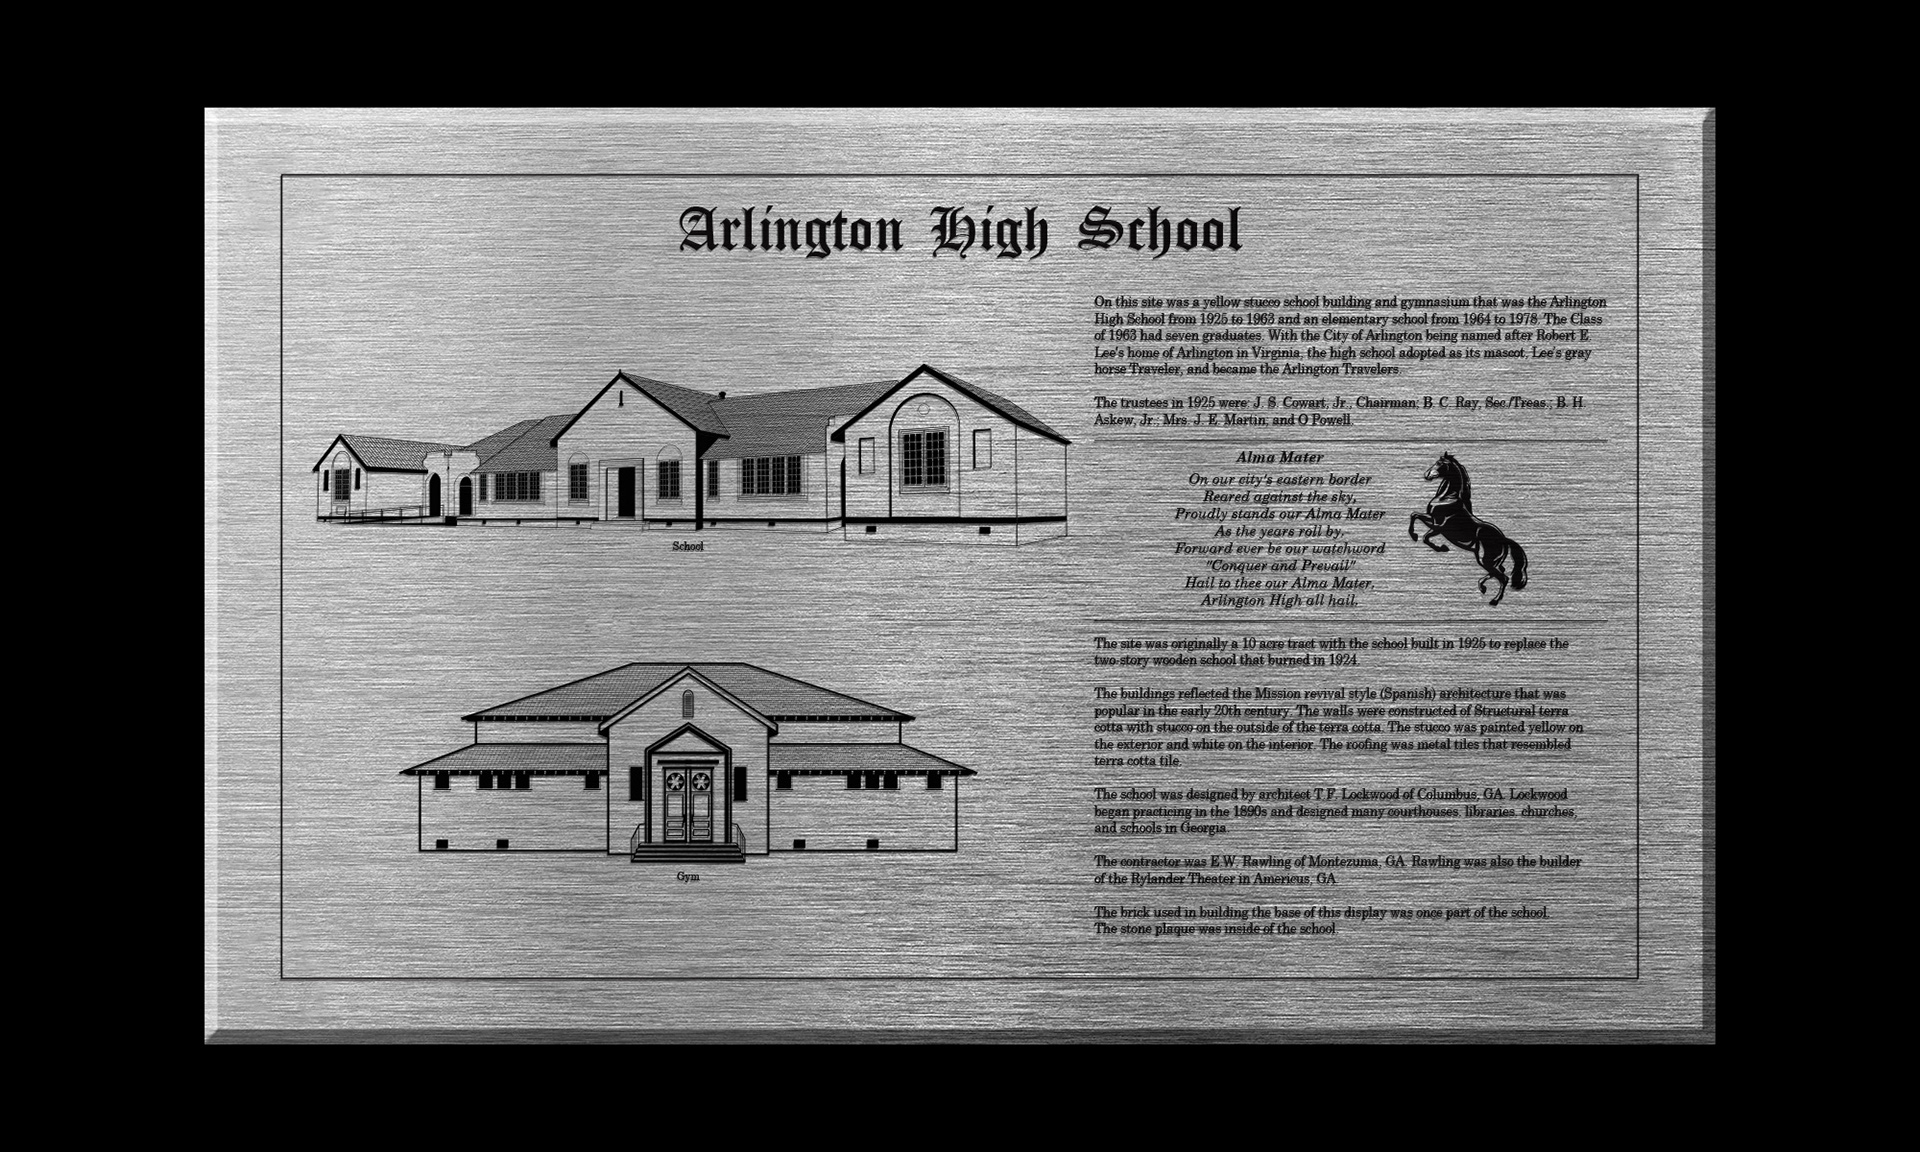 Arlington High School
On this site was a yellow stucco school building and gymnasium that was the Arlington
High School from 1925 to 1963 and an elementary school from 1964 to 1978. The Class
of 1963 had seven graduates. With the City of Arlington being named after Robert E.
Lee's home of Arlington in Virginia, the high school adopted as its mascot, Lee's gray
horse Traveler, and became the Arlington Travelers.
The trustees in 1925 were: J. S. Cowart, Jr., Chairman; B. C. Ray, Sec./Treas.; B. H.
Askew, Jr.; Mrs. J. E. Martin; and O Powell.
Alma Mater
On our city's eastern border
Reared against the sky,
Proudly stands our Alma Mater
As the years roll by.
Forward ever be our watchword
"Conquer and Prevail"
Hail to thee our Alma Mater,
Arlington High all hail.
School
The site was originally a 10 acre tract with the school built in 1925 to replace the
two-story wooden school that burned in 1924.
The buildings reflected the Mission revival style (Spanish) architecture that was
popular in the early 20th century. The walls were constructed of Structural terra
cotta with stucco on the outside of the terra cotta. The stucco was painted yellow on
the exterior and white on the interior. The roofing was metal tiles that resembled
terra cotta tile.
The school was designed by architect T.F. Lockwood of Columbus, GA. Lockwood
began practicing in the 1890s and designed many courthouses, libraries, churches,
and schools in Georgia.
The contractor was E.W. Rawling of Montezuma, GA. Rawling was also the builder
of the Rylander Theater in Americus, GA.
The brick used in building the base of this display was once part of the school.
The stone plaque was inside of the school.
Gym